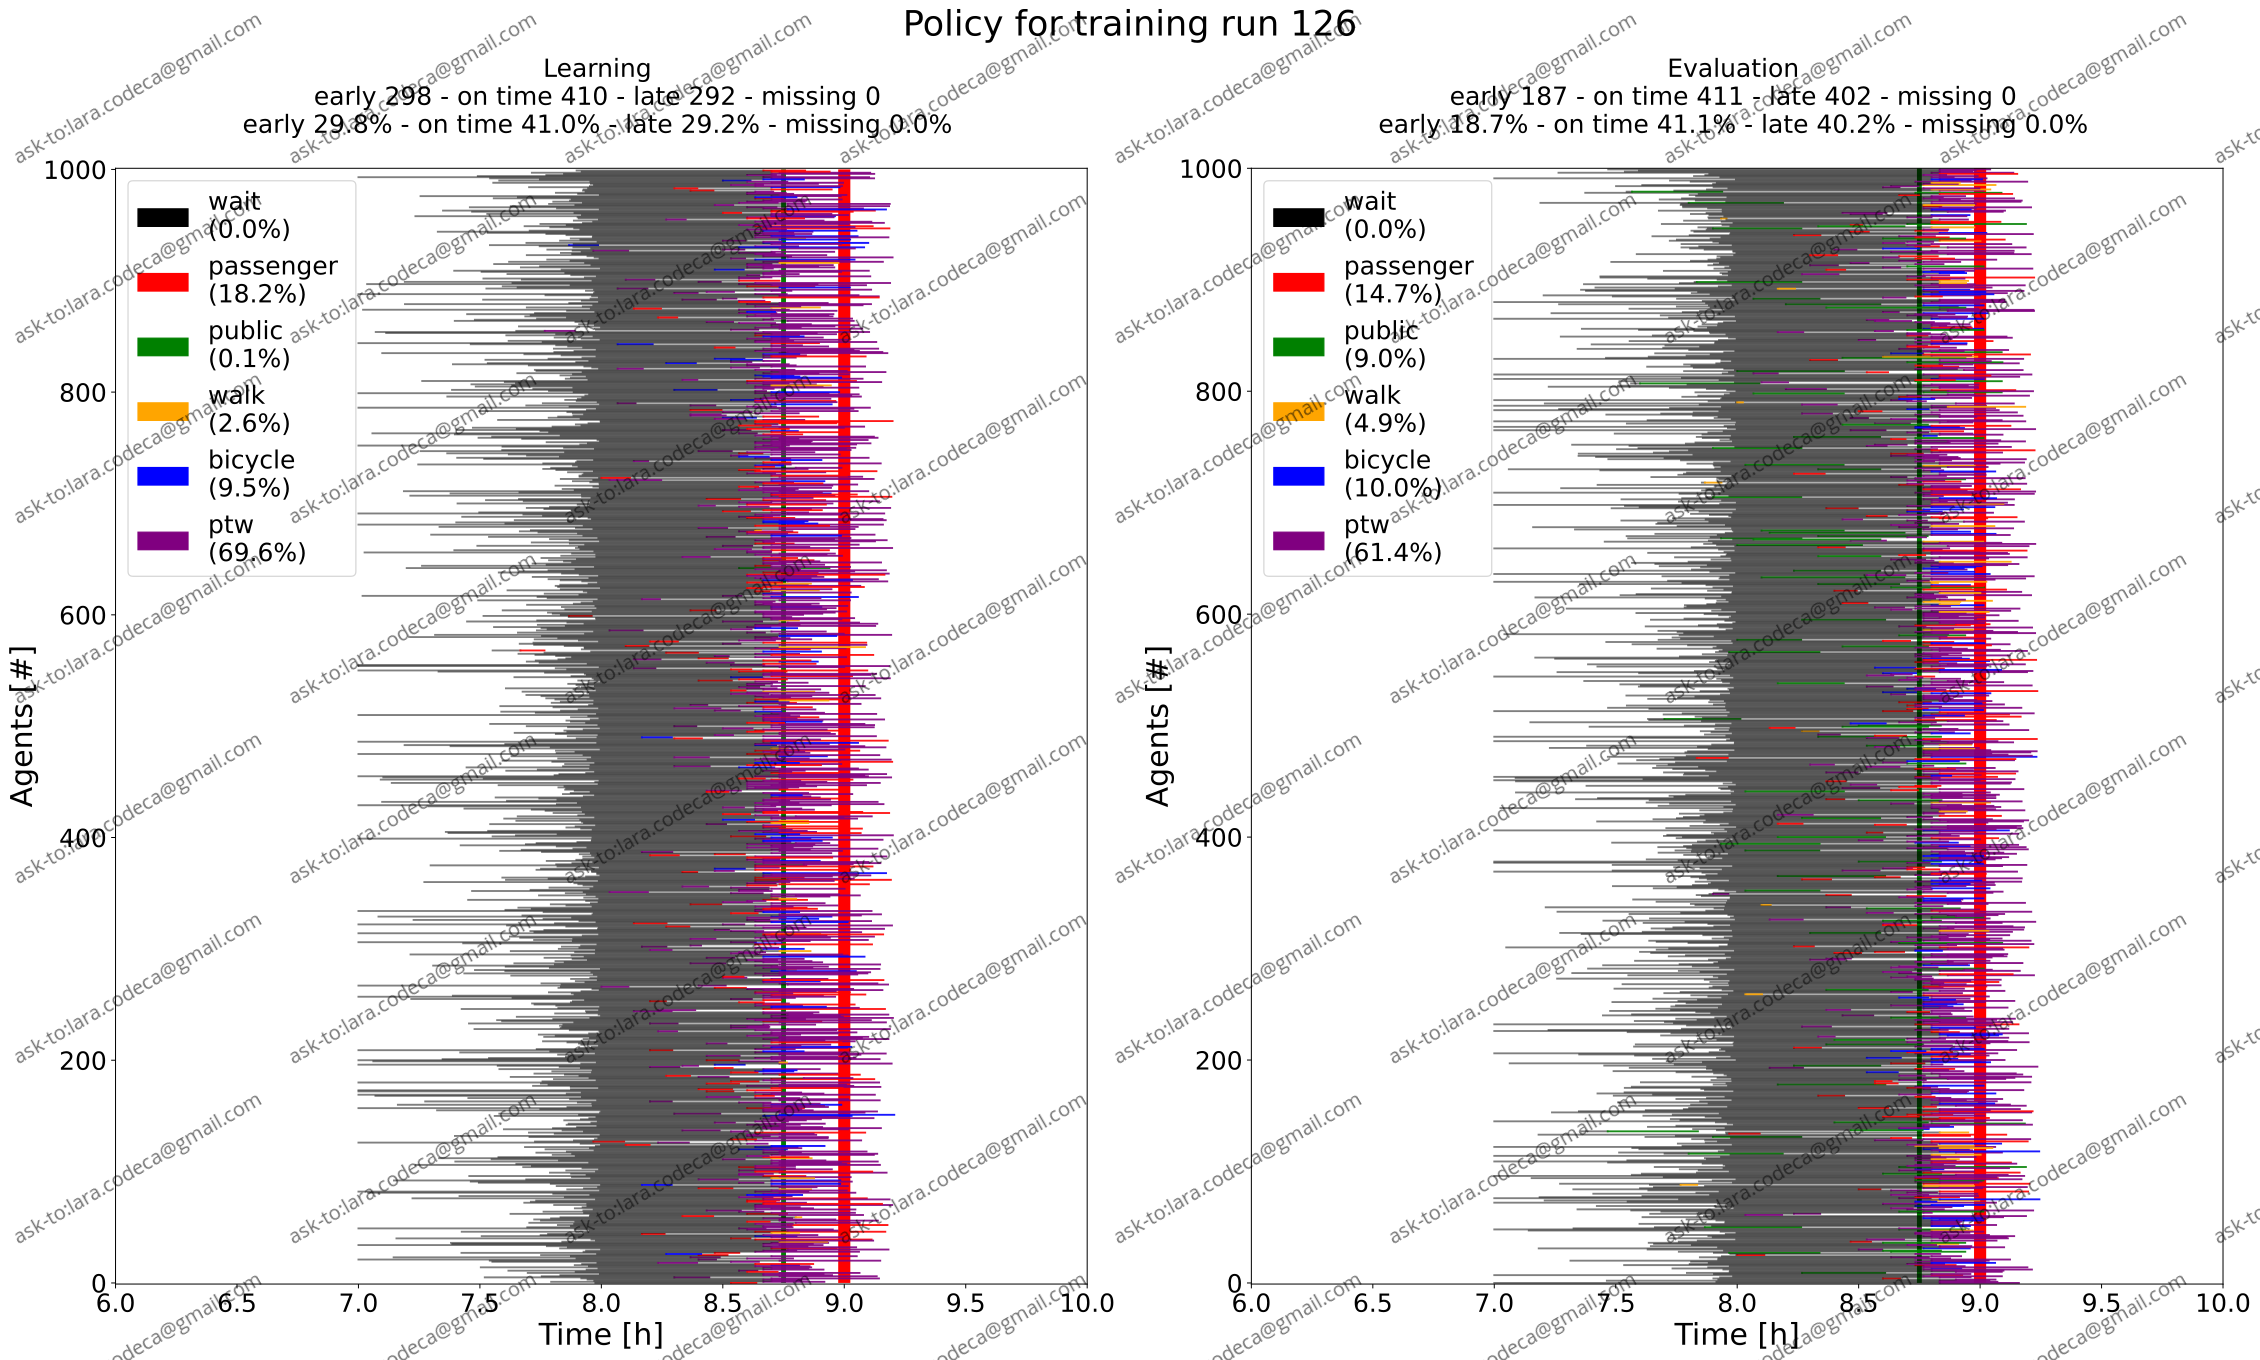 Policy for training run 126
Learning
early 298 - on time 410 - late 292 - missing 0
early 29.8% - on time 41.0% - late 29.2% - missing 0.0%
Evaluation
early 187 - on time 411 - late 402 - missing 0
early 18.7% - on time 41.1% - late 40.2% - missing 0.0%
Agents [#]
1000
800
600
400
200
0
wait
(0.0%)
passenger
(18.2%)
public
(0.1%)
walk
(2.6%)
bicycle
(9.5%)
ptw
(69.6%)
6.0 6.5 7.0 7.5 8.0 8.5 9.0 9.5 10.0
Time [h]
Agents [#]
1000
800
600
400
200
0
wait
(0.0%)
passenger
(14.7%)
public
(9.0%)
walk
(4.9%)
bicycle
(10.0%)
ptw
(61.4%)
6.0 6.5 7.0 7.5 8.0 8.5 9.0 9.5 10.0
Time [h]
ask-to:lara.codeca@gmail.com